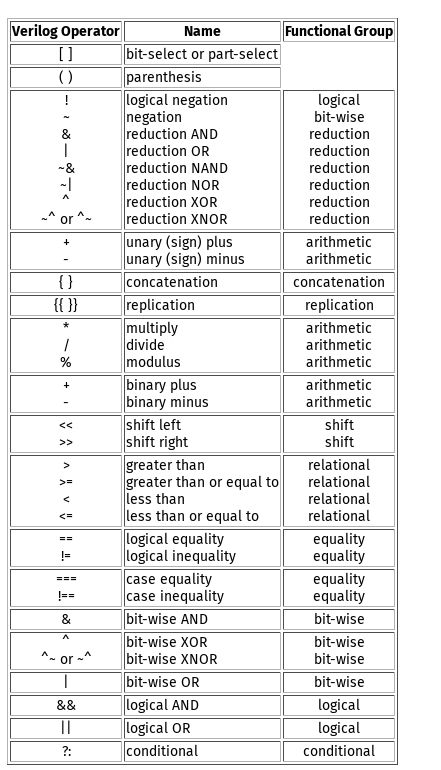 Verilog Operator Name Functional Group
[ ] bit-select or part-select
( ) parenthesis
! logical negation logical
~ negation bit-wise
& reduction AND reduction
| reduction OR reduction
~& reduction NAND reduction
~| reduction NOR reduction
^ reduction XOR reduction
~^ or ^~ reduction XNOR reduction
+ unary (sign) plus arithmetic
- unary (sign) minus arithmetic
{ } concatenation concatenation
{{ }} replication replication
* multiply arithmetic
/ divide arithmetic
% modulus arithmetic
+ binary plus arithmetic
- binary minus arithmetic
<< shift left shift
>> shift right shift
> greater than relational
>= greater than or equal to relational
< less than relational
<= less than or equal to relational
== logical equality equality
!= logical inequality equality
=== case equality equality
!== case inequality equality
& bit-wise AND bit-wise
^ bit-wise XOR bit-wise
^~ or ~^ bit-wise XNOR bit-wise
| bit-wise OR bit-wise
&& logical AND logical
|| logical OR logical
?: conditional conditional